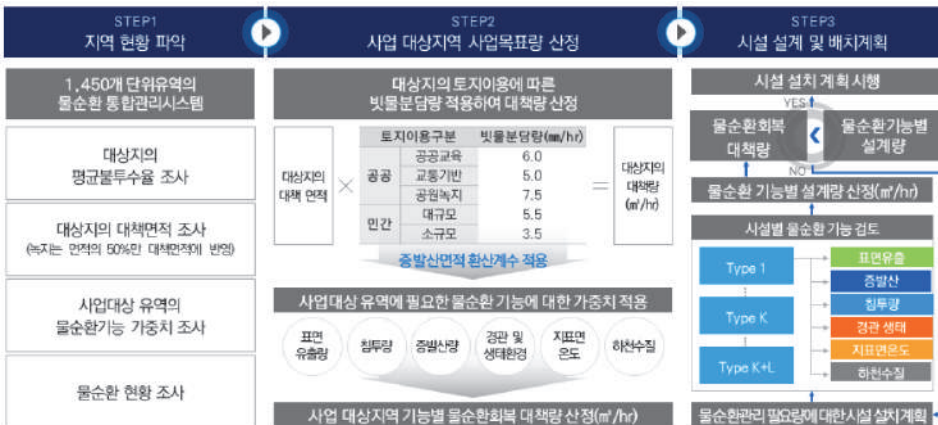 STEP1
지역 현황 파악
STEP2
사업 대상지역 사업목표량 산정
STEP3
시설 설계 및 배치계획
1,450개 단위유역의
물순환 통합관리시스템
대상지의
평균불투수율 조사
대상지의 대책면적 조사
(녹지는 면적의 50%만 대책면적에 반영)
사업대상 유역의
물순환기능 가중치 조사
물순환 현황 조사
대상지의 토지이용에 따른
빗물분담량 적용하여 대책량 산정
대상지의
대책 면적
×
토지이용구분 빗물분담량(㎜/hr)
공공 공공교육 6.0
교통기반 5.0
공원녹지 7.5
민간 대규모 5.5
소규모 3.5
=
대상지의
대책량
(㎥/hr)
증발산면적 환산계수 적용
사업대상 유역에 필요한 물순환 기능에 대한 가중치 적용
표면
유출량
침투량
증발산량
경관 및
생태환경
지표면
온도
하천수질
사업 대상지역 기능별 물순환회복 대책량 산정(㎥/hr)
시설 설치 계획 시행
YES
물순환회복
대책량
물순환기능별
설계량
NO
물순환 기능별 설계량 산정(㎥/hr)
시설별 물순환 기능 검토
Type 1
Type K
Type K+L
표면유출
증발산
침투량
경관 생태
지표면온도
하천수질
물순환관리 필요량에 대한 시설 설치 계획